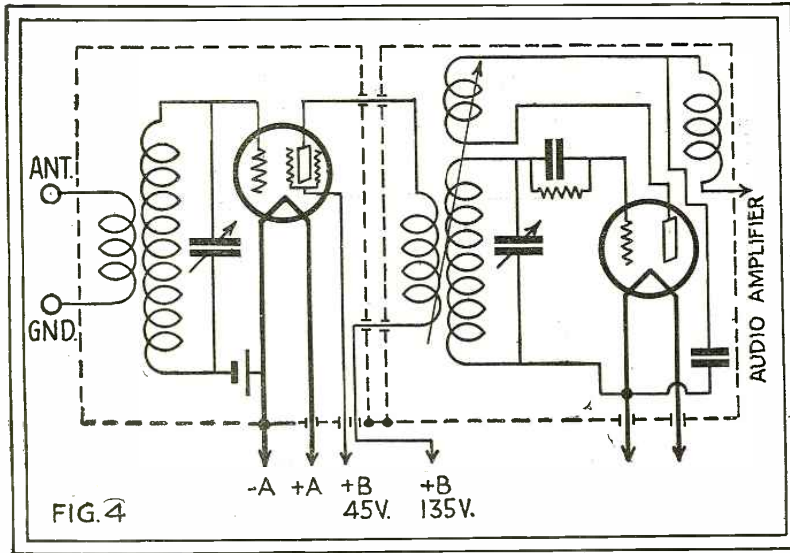 ANT.
GND.
AUDIO AMPLIFIER
-A +A +B +B
45V. 135V.
FIG. 4